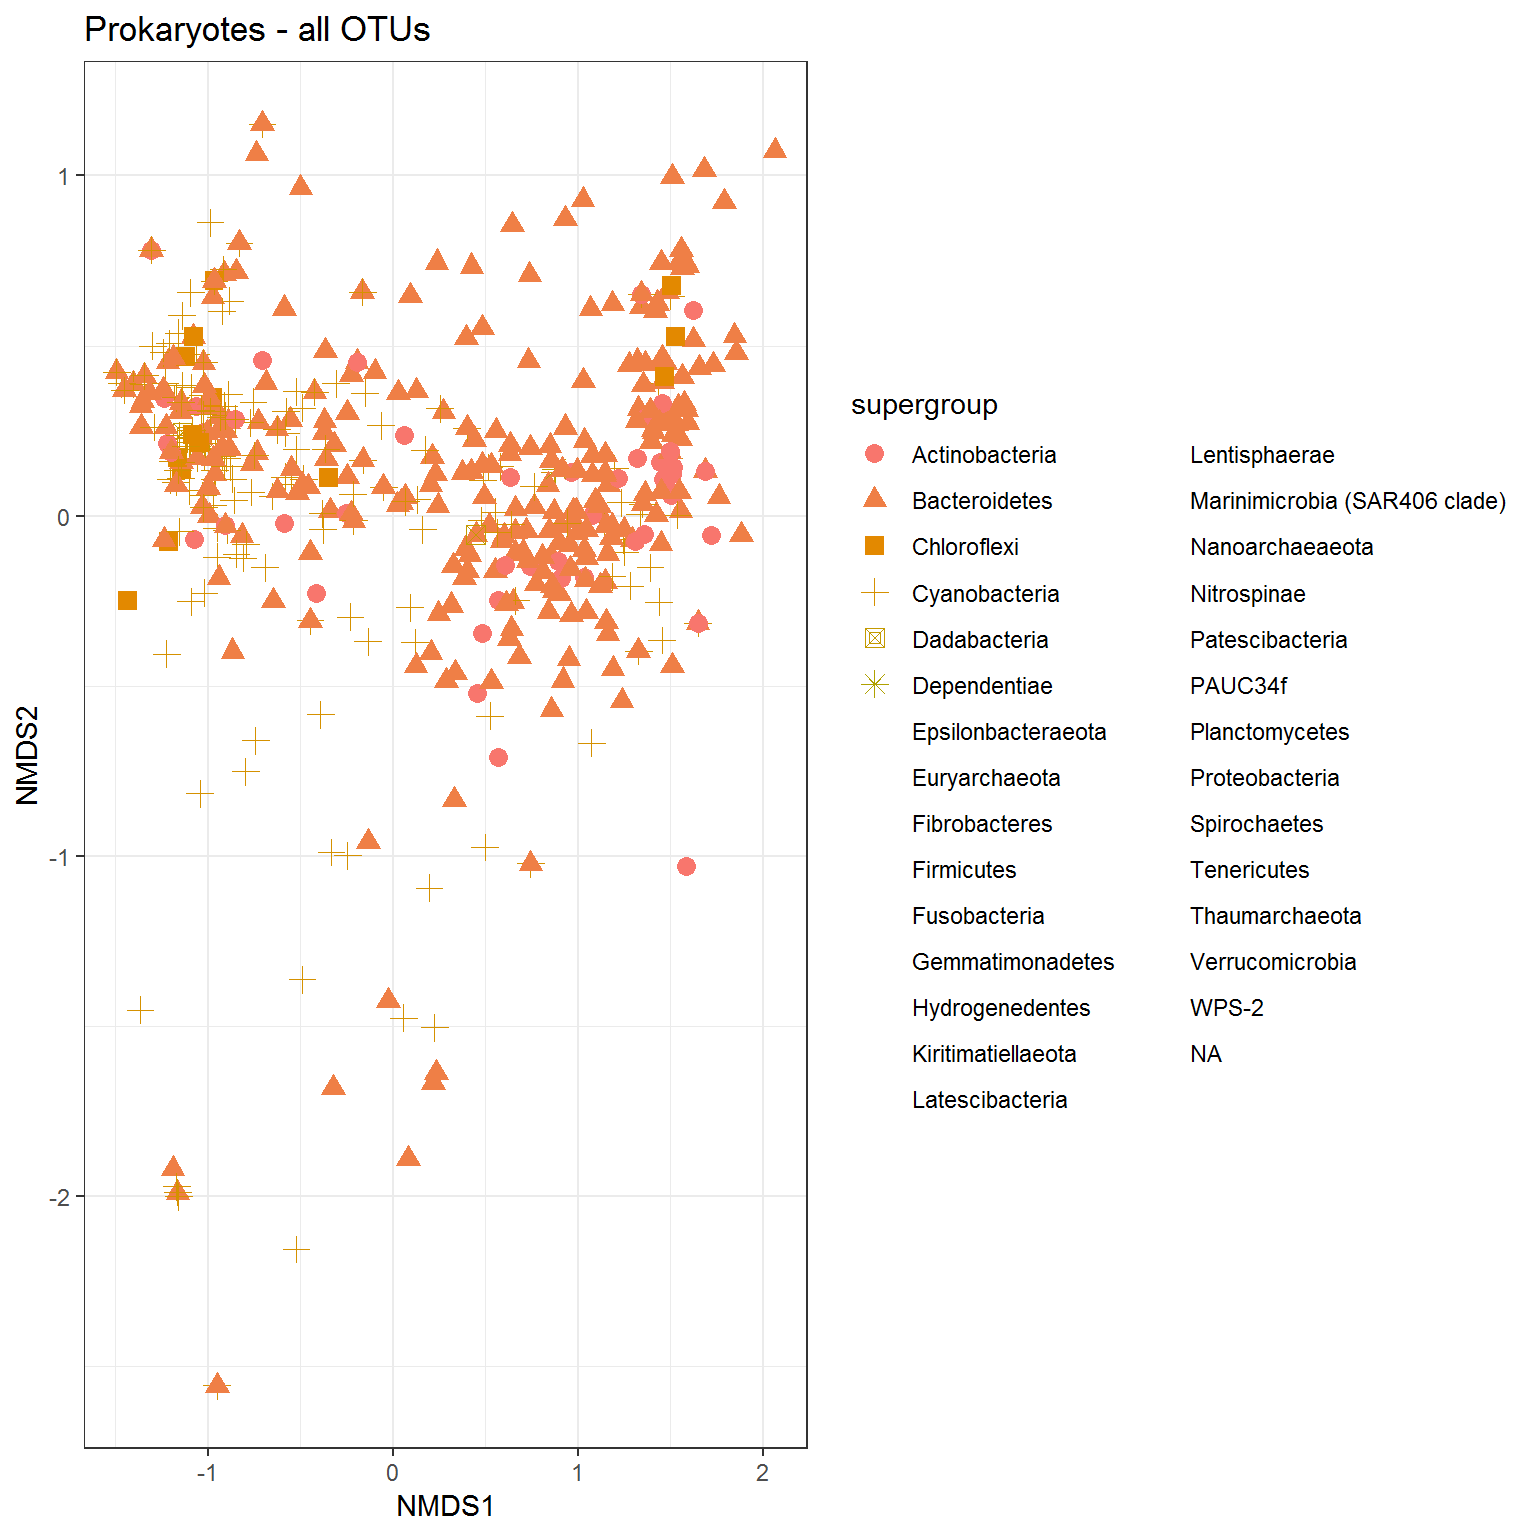 Prokaryotes - all OTUs
1
0
-1
-2
NMDS2
-1
0
1
2
NMDS1
supergroup
Actinobacteria
Bacteroidetes
Chloroflexi
Cyanobacteria
Dadabacteria
Dependentiae
Epsilonbacteraeota
Euryarchaeota
Fibrobacteres
Firmicutes
Fusobacteria
Gemmatimonadetes
Hydrogenedentes
Kiritimatiellaeota
Latescibacteria
Lentisphaerae
Marinimicrobia (SAR406 clade)
Nanoarchaeaeota
Nitrospinae
Patescibacteria
PAUC34f
Planctomycetes
Proteobacteria
Spirochaetes
Tenericutes
Thaumarchaeota
Verrucomicrobia
WPS-2
NA